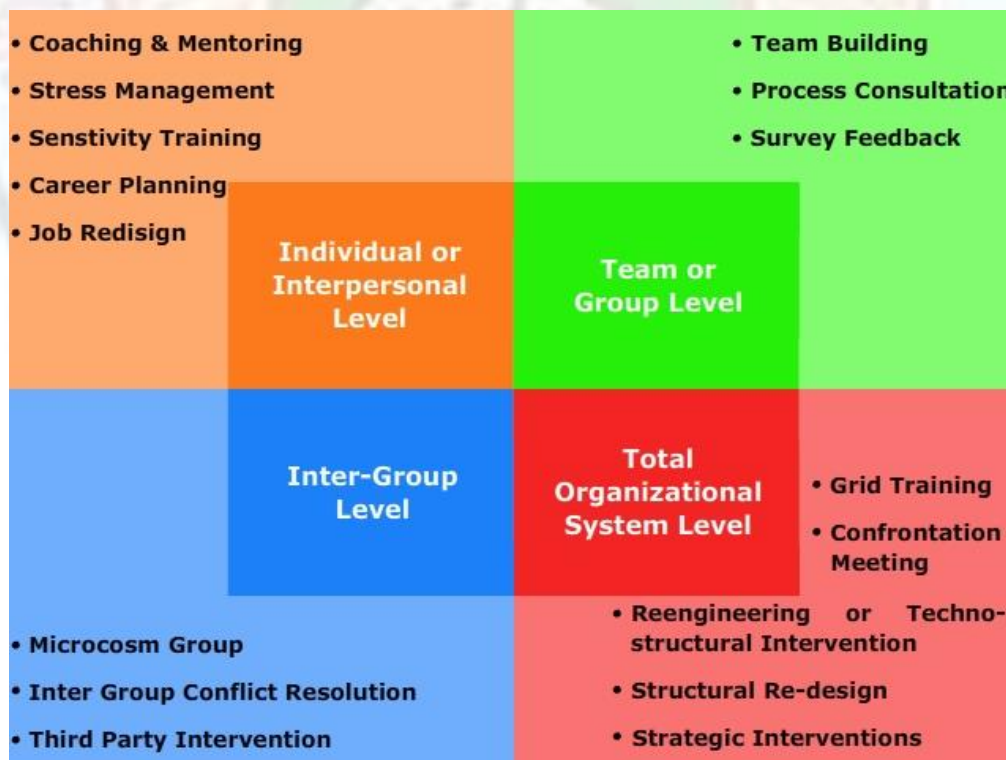 • Coaching & Mentoring
• Stress Management
• Senstivity Training
• Career Planning
• Job Redisign
Individual or
Interpersonal
Level
• Team Building
• Process Consultation
• Survey Feedback
Team or
Group Level
Inter-Group
Level
• Microcosm Group
• Inter Group Conflict Resolution
• Third Party Intervention
Total
Organizational
System Level
• Grid Training
• Confrontation
Meeting
• Reengineering or Techno-
structural Intervention
• Structural Re-design
• Strategic Interventions